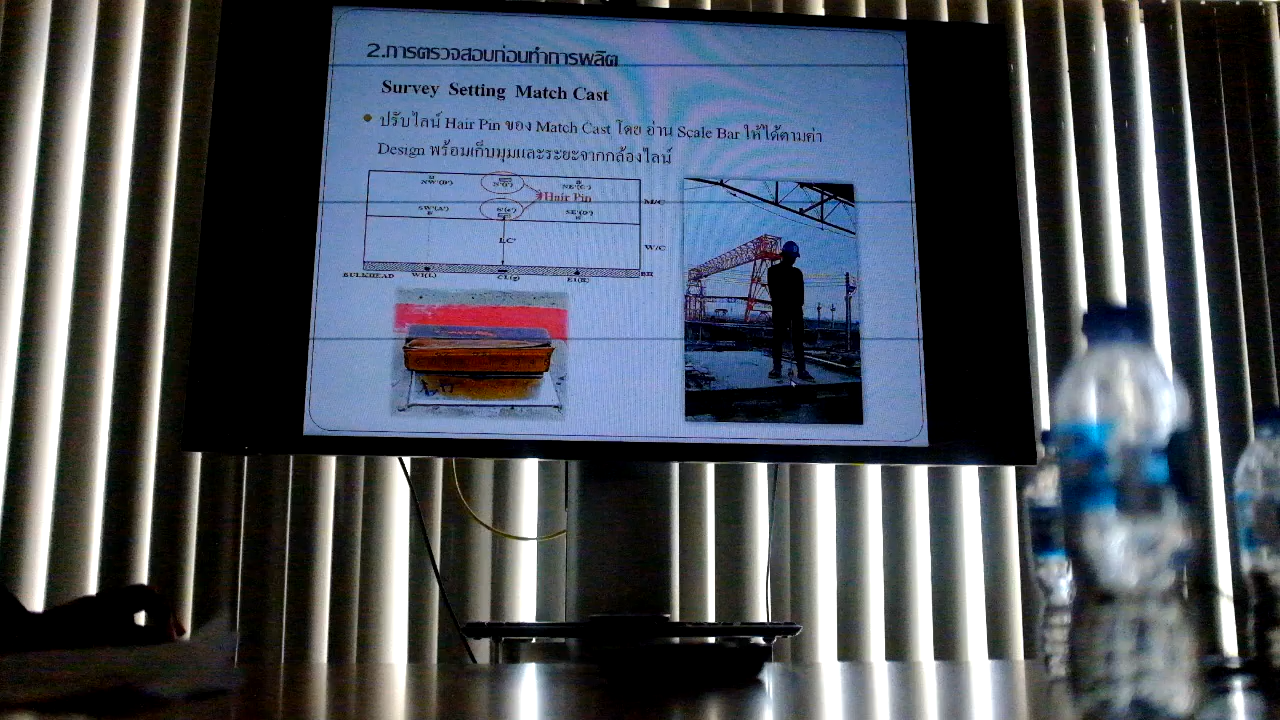 2.การตรวจสอบก่อนทำการผลิต
Survey Setting Match Cast
ปรับไลน์ Hair Pin ของ Match Cast โดย อ่าน Scale Bar ให้ได้ตามค่า
Design พร้อมเก็บมุมและระยะจากกล้องไลน์
Hair Pin
M/C
LC'
W/C
BULKHEAD
BH